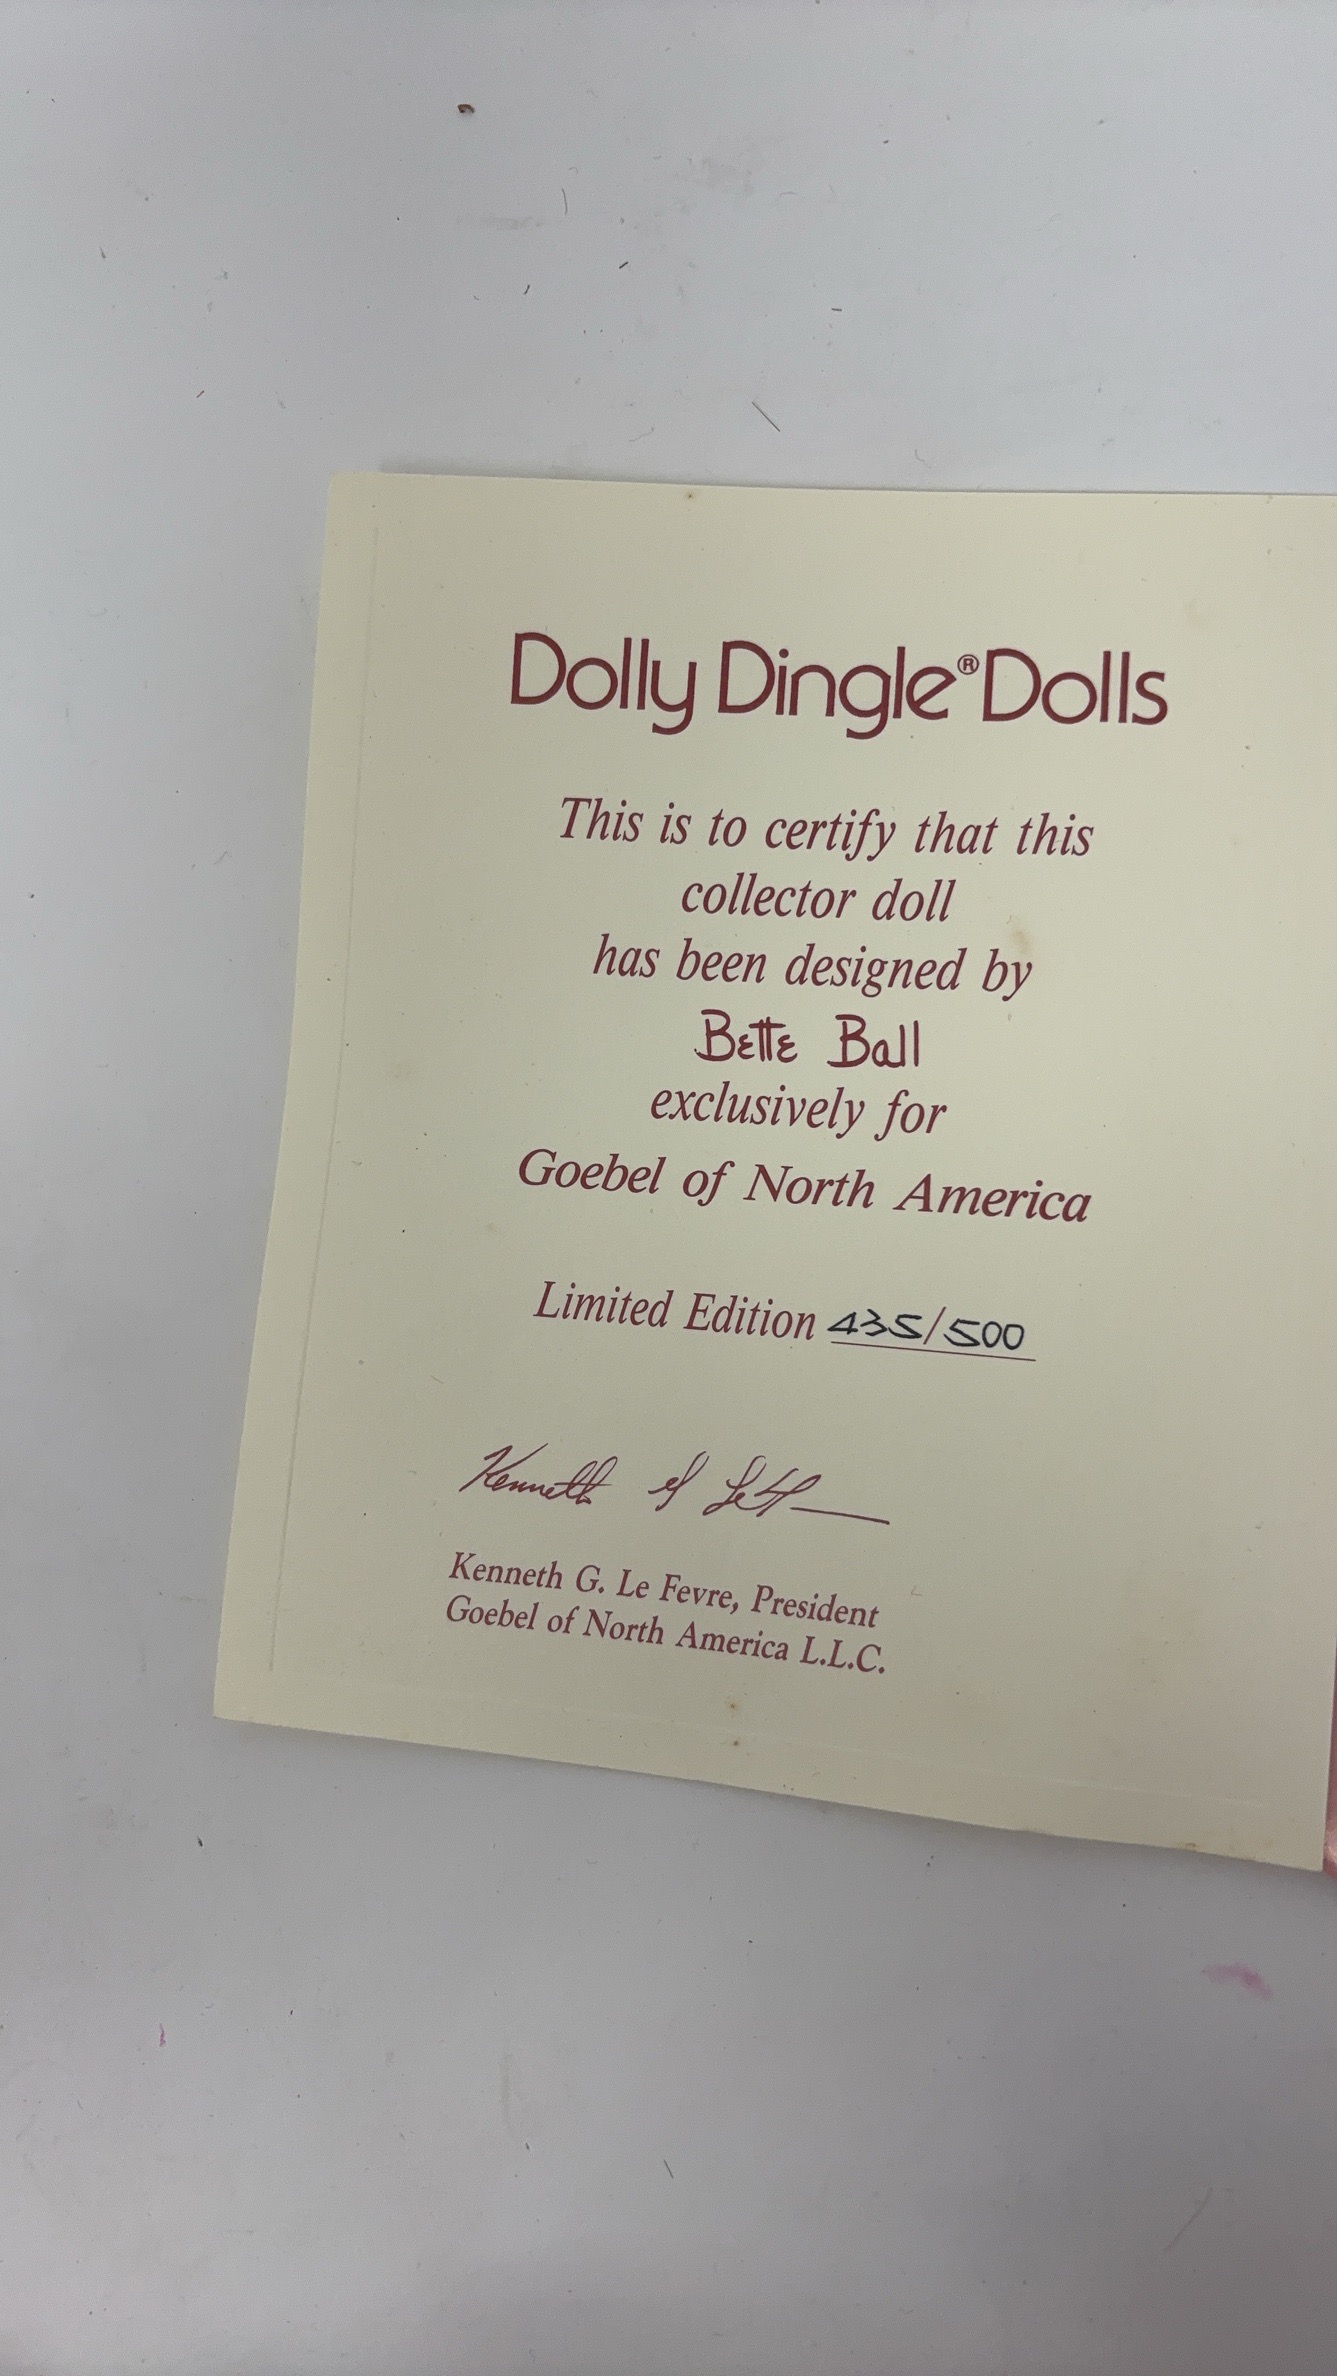 Dolly Dingle® Dolls
This is to certify that this
collector doll
has been designed by
Bette Ball
exclusively for
Goebel of North America
Limited Edition 435/500
Kenneth G. Le Fevre, President
Goebel of North America L.L.C.